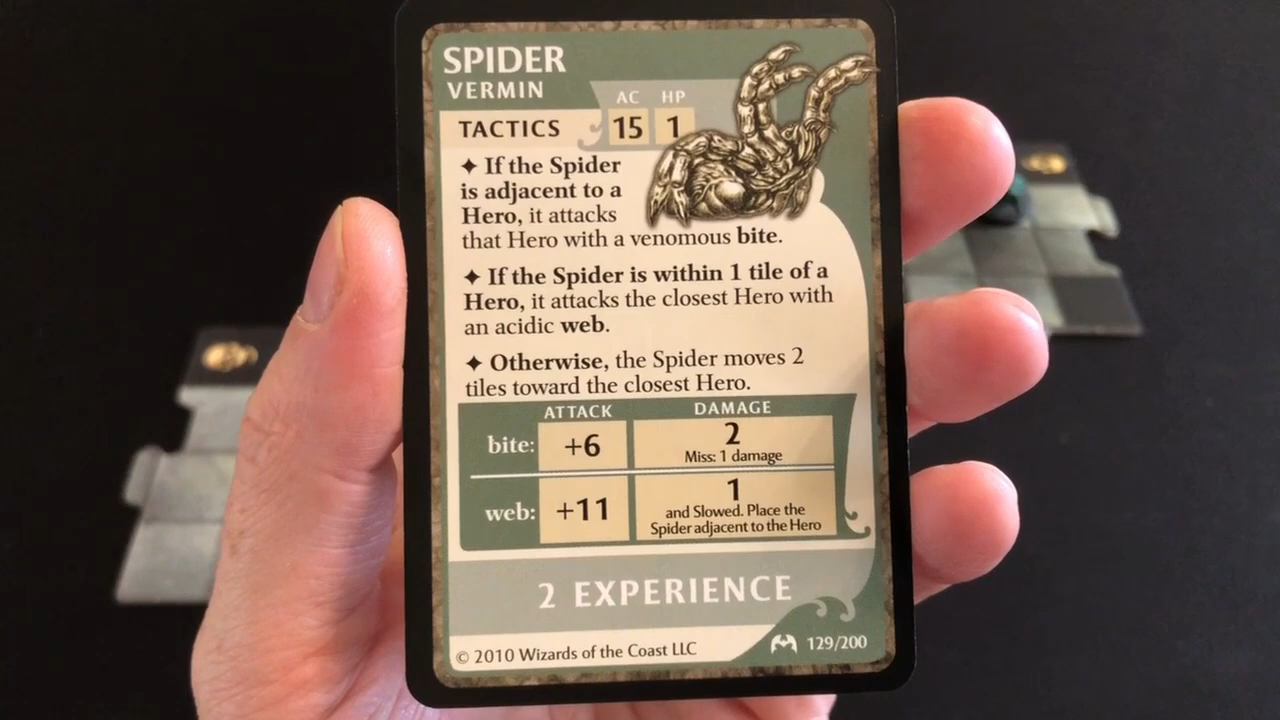 SPIDER
VERMIN
AC HP
TACTICS 15 1
✦ If the Spider
is adjacent to a
Hero, it attacks
that Hero with a venomous bite.
✦ If the Spider is within 1 tile of a
Hero, it attacks the closest Hero with
an acidic web.
✦ Otherwise, the Spider moves 2
tiles toward the closest Hero.
ATTACK DAMAGE
bite: +6 2
Miss: 1 damage
web: +11 1
and Slowed. Place the
Spider adjacent to the Hero
2 EXPERIENCE
© 2010 Wizards of the Coast LLC 129/200